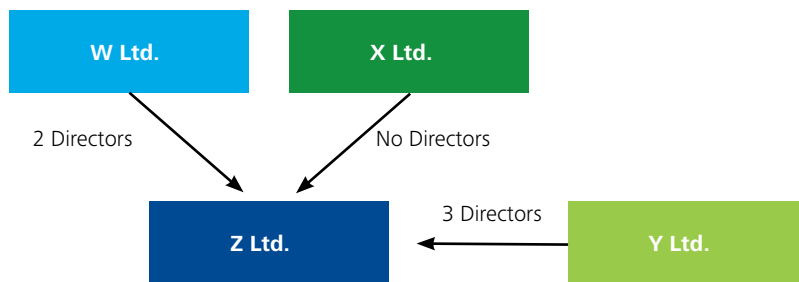 W Ltd.
X Ltd.
2 Directors
No Directors
3 Directors
Z Ltd.
Y Ltd.